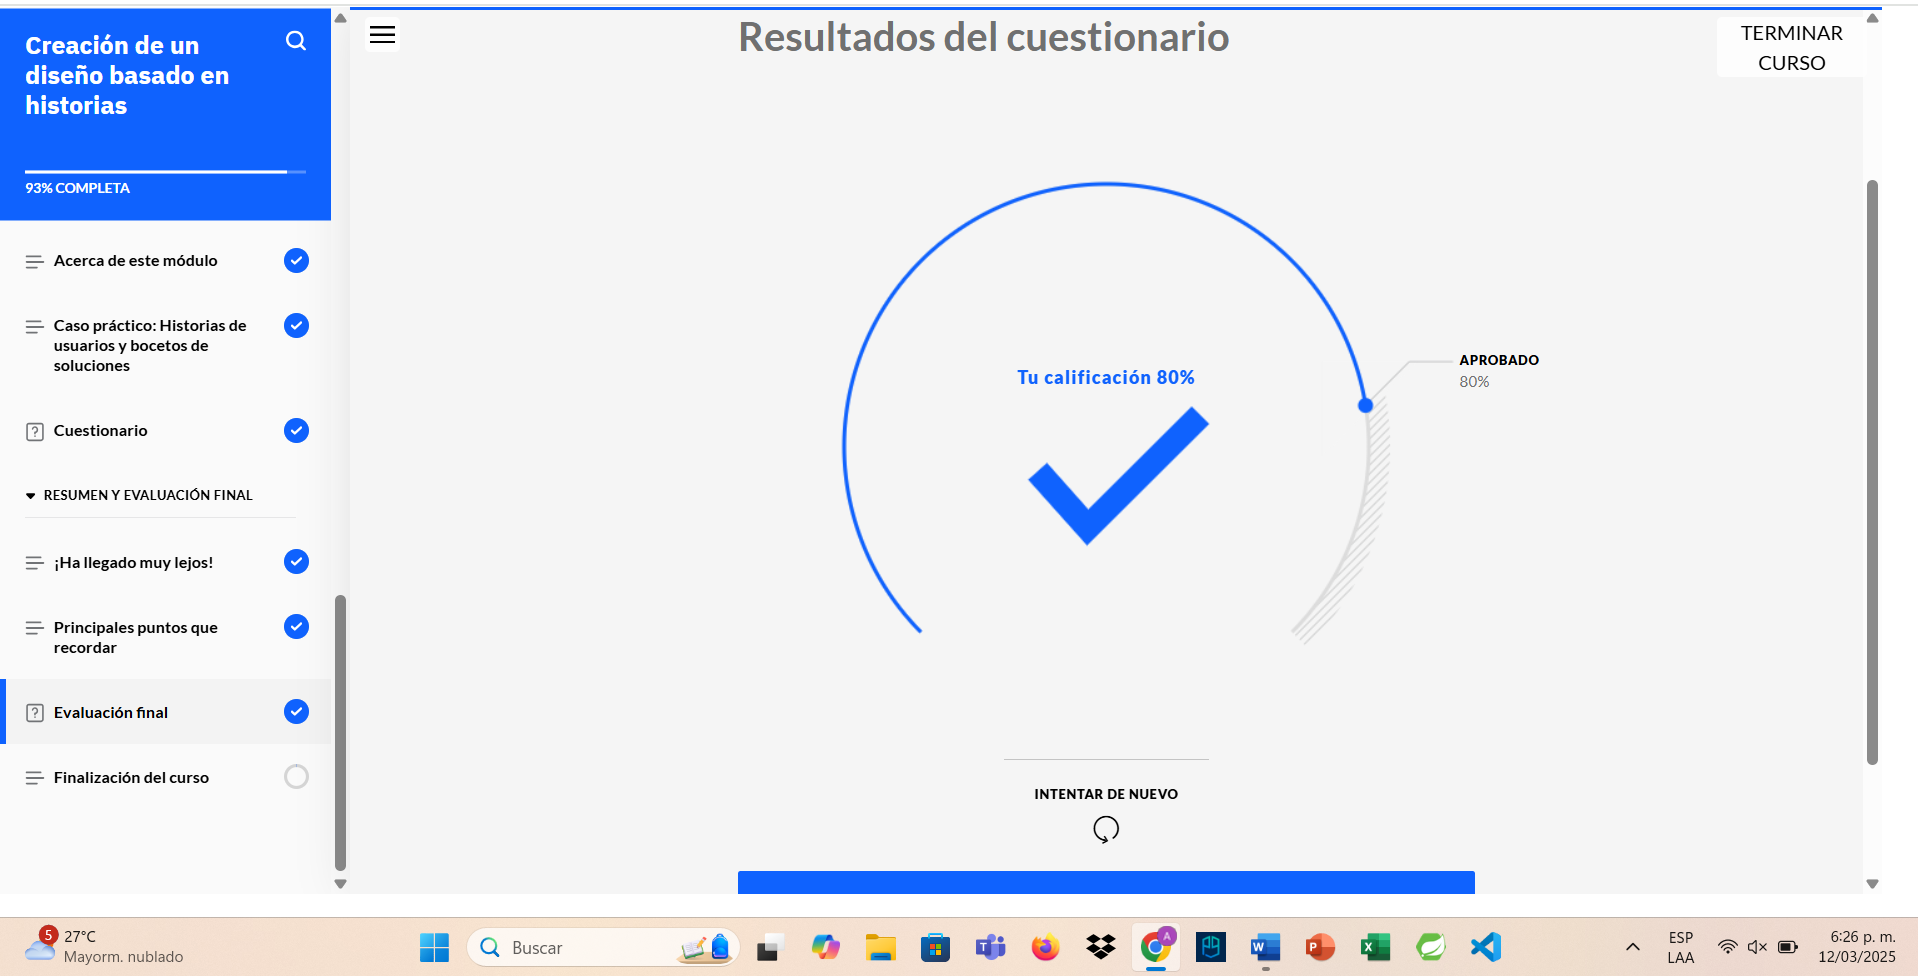 Creación de un
diseño basado en
historias
93% COMPLETA
Acerca de este módulo
Caso práctico: Historias de
usuarios y bocetos de
soluciones
Cuestionario
RESUMEN Y EVALUACIÓN FINAL
¡Ha llegado muy lejos!
Principales puntos que
recordar
Evaluación final
Finalización del curso
Resultados del cuestionario
TERMINAR
CURSO
Tu calificación 80%
APROBADO
80%
INTENTAR DE NUEVO
5
27°C
Mayorm. nublado
Buscar
A
ESP
LAA
6:26 p. m.
12/03/2025